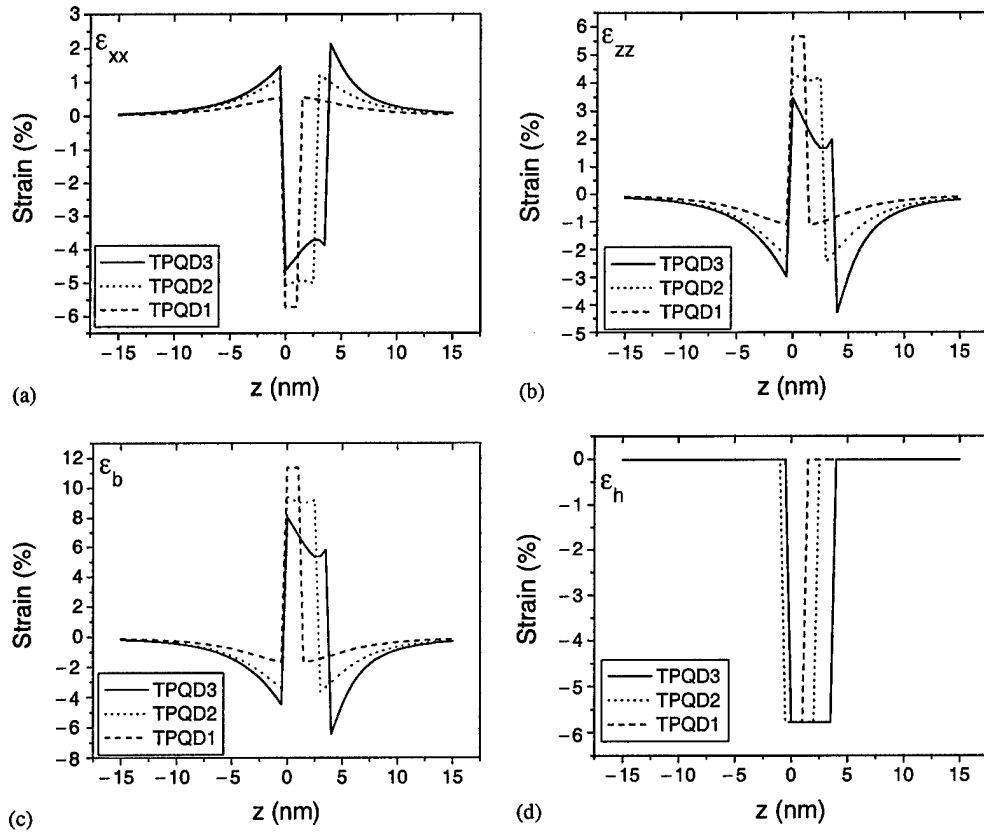 ε_xx
3
2
1
0
−1
−2
−3
−4
−5
−6
Strain (%)
TPQD3
TPQD2
TPQD1
−15 −10 −5 0 5 10 15
z (nm)
(a)
ε_zz
6
5
4
3
2
1
0
−1
−2
−3
−4
−5
Strain (%)
TPQD3
TPQD2
TPQD1
−15 −10 −5 0 5 10 15
z (nm)
(b)
ε_b
12
10
8
6
4
2
0
−2
−4
−6
−8
Strain (%)
TPQD3
TPQD2
TPQD1
−15 −10 −5 0 5 10 15
z (nm)
(c)
ε_h
0
−1
−2
−3
−4
−5
−6
Strain (%)
TPQD3
TPQD2
TPQD1
−15 −10 −5 0 5 10 15
z (nm)
(d)